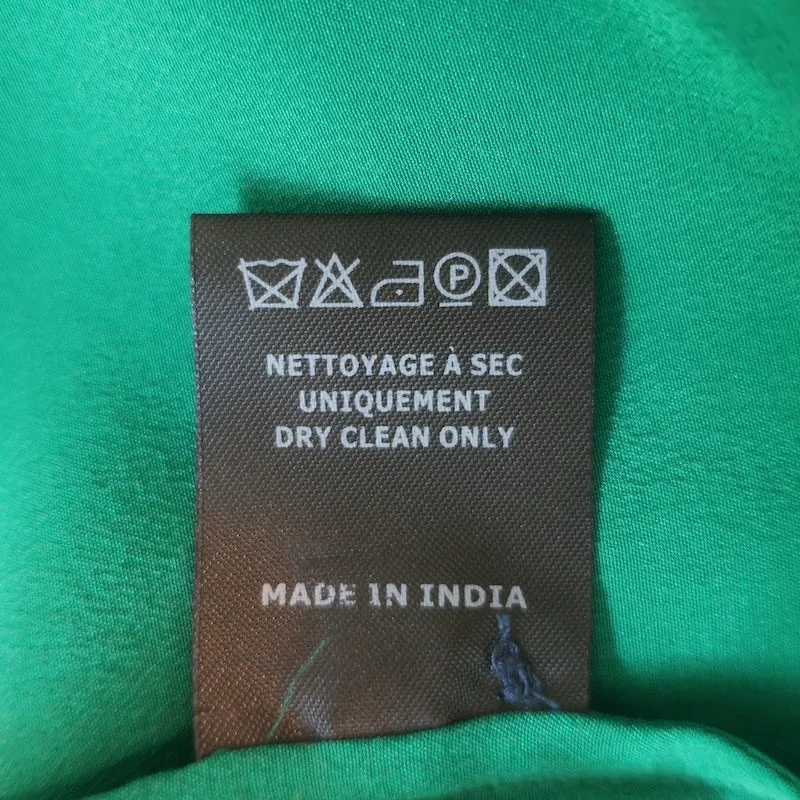 P
NETTOYAGE À SEC
UNIQUEMENT
DRY CLEAN ONLY
MADE IN INDIA